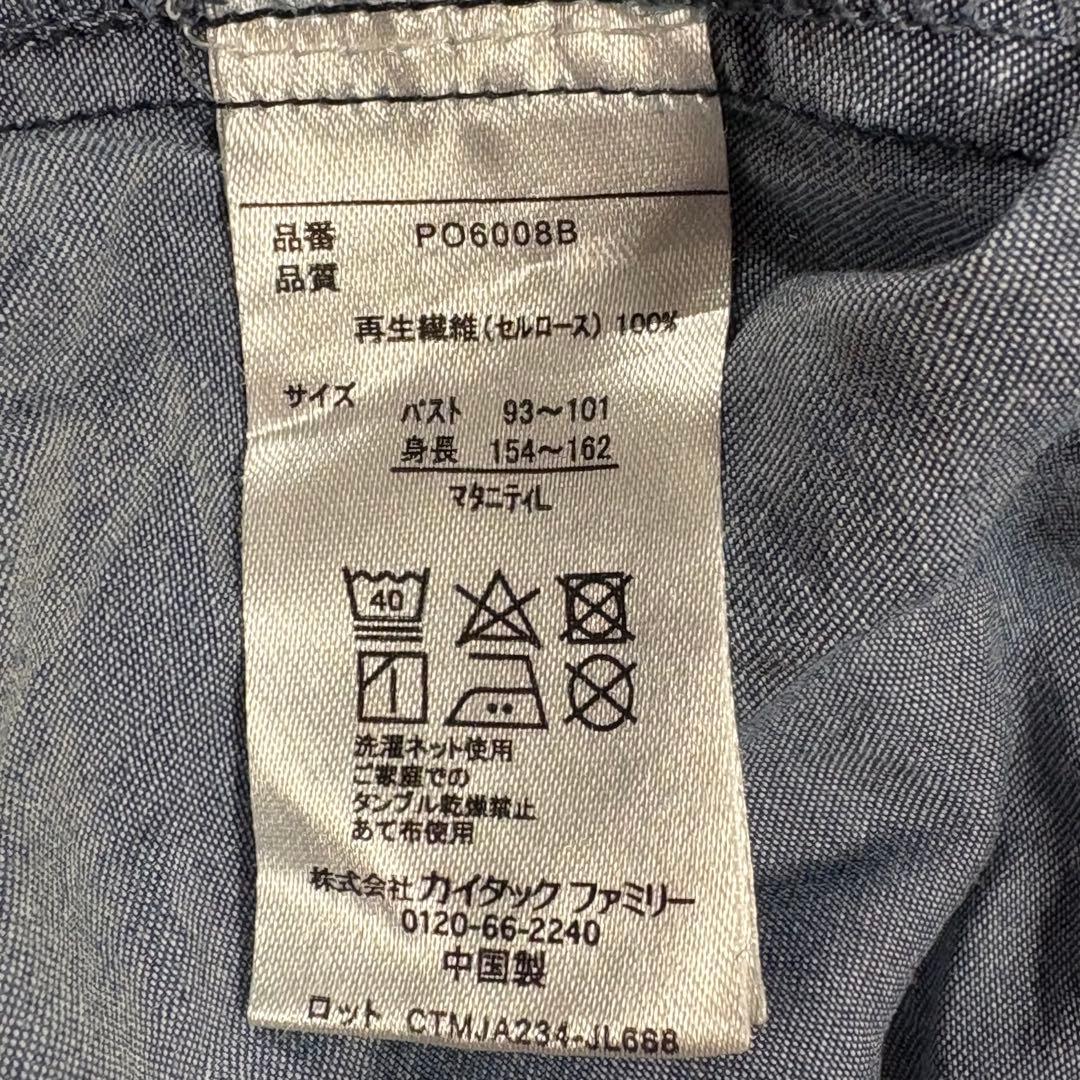 品番 PO6008B
品質
再生繊維(セルロース) 100%
サイズ
バスト 93~101
身長 154~162
マタニティL
40
洗濯ネット使用
ご家庭での
タンブル乾燥禁止
あて布使用
株式会社 カイタック ファミリー
0120-66-2240
中国製
ロット CTMJA234-JL688